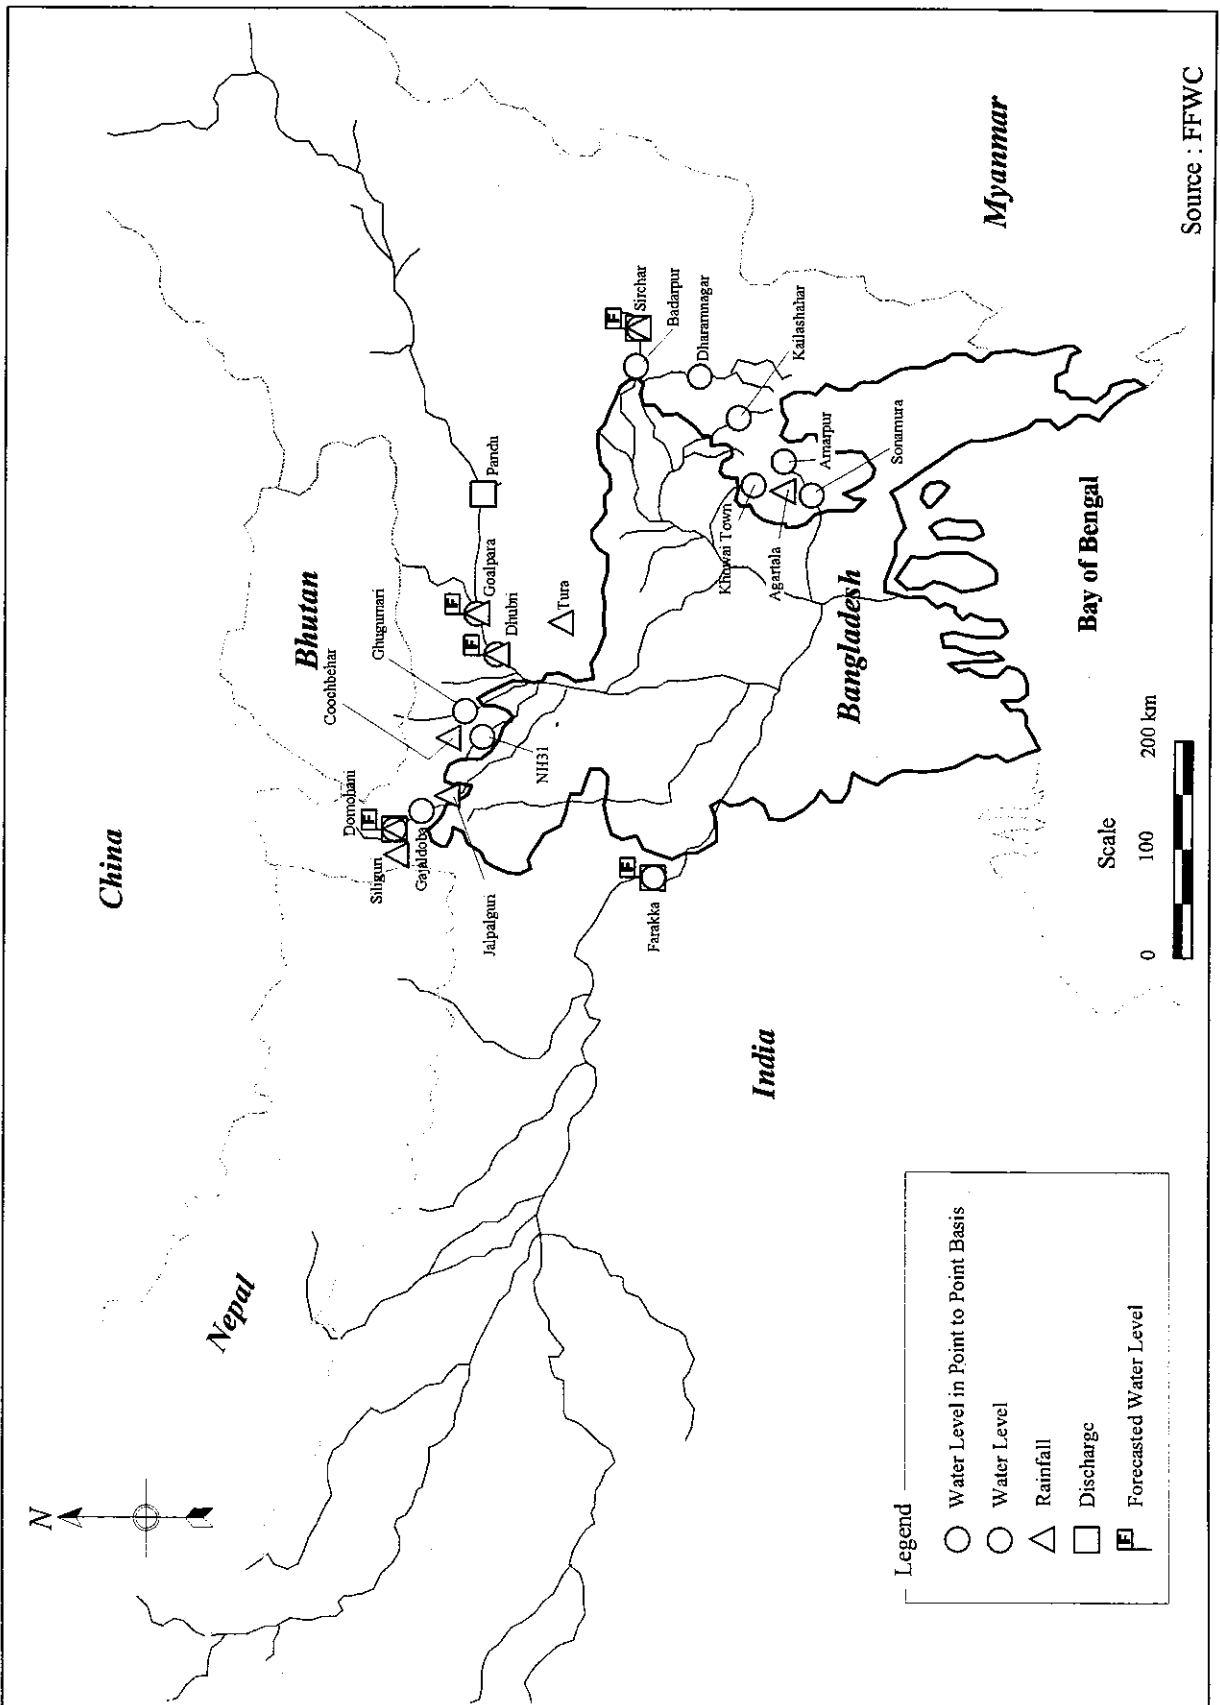 N
China
Nepal
Bhutan
Coochbehar
Ghugumari
Domohani
F
Siliguri
Gajaldoba
Jalpalguri
NH31
F
Goalpara
F
Dhubri
Pandu
Tura
F
Sirchar
Badarpur
Dharamnagar
Kailashahar
Khowai Town
Agartala
Amarpur
Sonamura
F
Farakka
India
Bangladesh
Myanmar
Bay of Bengal
Legend
Water Level in Point to Point Basis
Water Level
Rainfall
Discharge
F Forecasted Water Level
Scale
0 100 200 km
Source : FFWC